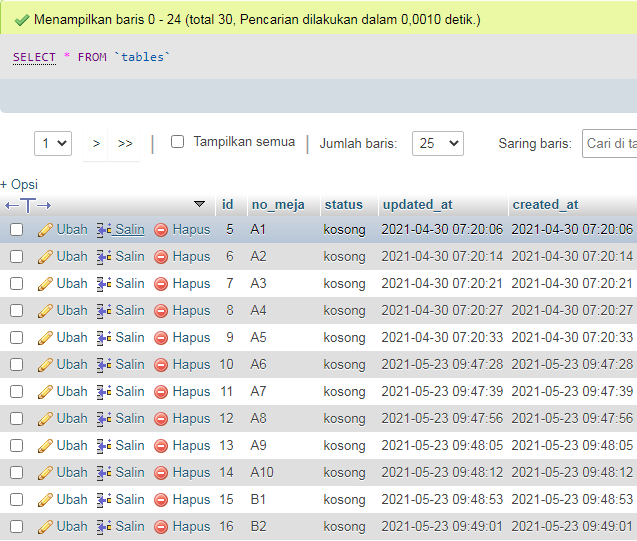 Menampilkan baris 0 - 24 (total 30, Pencarian dilakukan dalam 0,0010 detik.)
SELECT * FROM `tables`
1 > >> | Tampilkan semua | Jumlah baris: 25 Saring baris: Cari di ta
+ Opsi
←T→ id no_meja status updated_at created_at
Ubah Salin Hapus 5 A1 kosong 2021-04-30 07:20:06 2021-04-30 07:20:06
Ubah Salin Hapus 6 A2 kosong 2021-04-30 07:20:14 2021-04-30 07:20:14
Ubah Salin Hapus 7 A3 kosong 2021-04-30 07:20:21 2021-04-30 07:20:21
Ubah Salin Hapus 8 A4 kosong 2021-04-30 07:20:27 2021-04-30 07:20:27
Ubah Salin Hapus 9 A5 kosong 2021-04-30 07:20:33 2021-04-30 07:20:33
Ubah Salin Hapus 10 A6 kosong 2021-05-23 09:47:28 2021-05-23 09:47:28
Ubah Salin Hapus 11 A7 kosong 2021-05-23 09:47:39 2021-05-23 09:47:39
Ubah Salin Hapus 12 A8 kosong 2021-05-23 09:47:56 2021-05-23 09:47:56
Ubah Salin Hapus 13 A9 kosong 2021-05-23 09:48:05 2021-05-23 09:48:05
Ubah Salin Hapus 14 A10 kosong 2021-05-23 09:48:12 2021-05-23 09:48:12
Ubah Salin Hapus 15 B1 kosong 2021-05-23 09:48:53 2021-05-23 09:48:53
Ubah Salin Hapus 16 B2 kosong 2021-05-23 09:49:01 2021-05-23 09:49:01